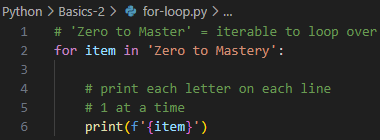 Python > Basics-2 > for-loop.py > ...
1 # 'Zero to Master' = iterable to loop over
2 for item in 'Zero to Mastery':
3
4 # print each letter on each line
5 # 1 at a time
6 print(f'{item}')